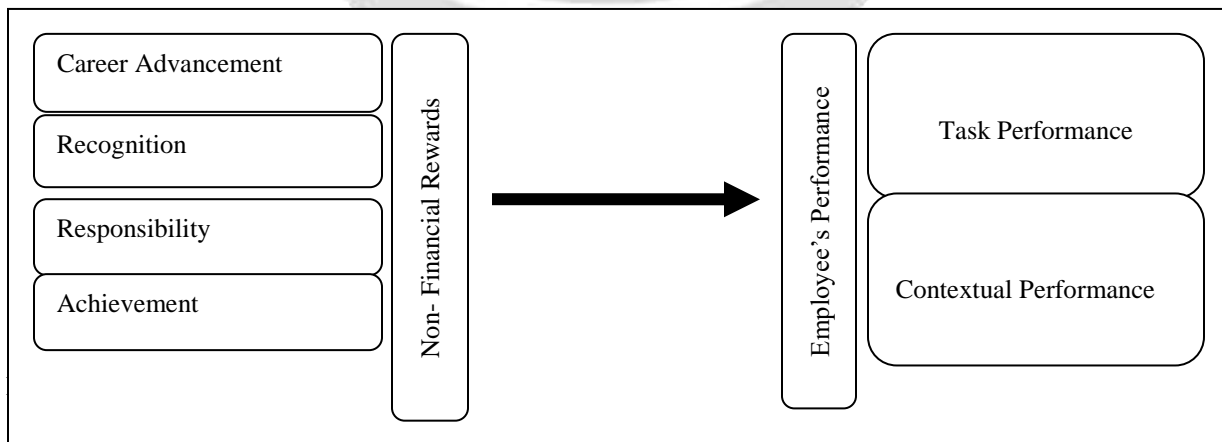 Career Advancement
Recognition
Responsibility
Achievement
Non- Financial Rewards
Employee’s Performance
Task Performance
Contextual Performance